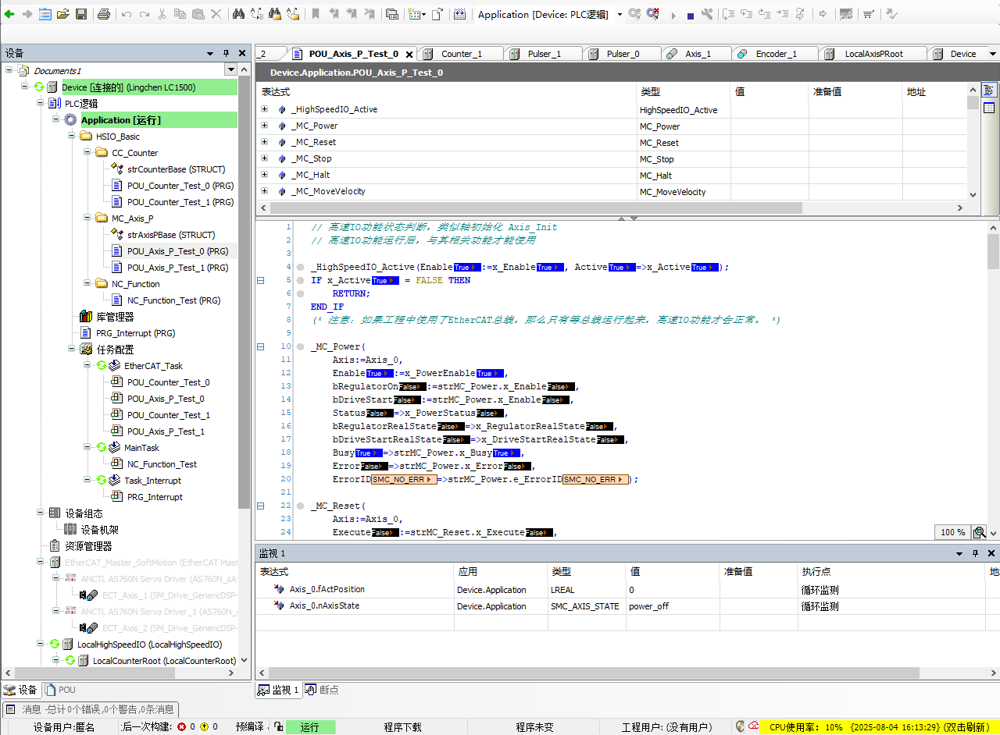 Application [Device: PLC逻辑]
设备
Documents1
Device [连接的] (Lingchen LC1500)
PLC逻辑
Application [运行]
HSIO_Basic
CC_Counter
strCounterBase (STRUCT)
POU_Counter_Test_0 (PRG)
POU_Counter_Test_1 (PRG)
MC_Axis_P
strAxisPBase (STRUCT)
POU_Axis_P_Test_0 (PRG)
POU_Axis_P_Test_1 (PRG)
NC_Function
NC_Function_Test (PRG)
库管理器
PRG_Interrupt (PRG)
任务配置
EtherCAT_Task
POU_Counter_Test_0
POU_Axis_P_Test_0
POU_Counter_Test_1
POU_Axis_P_Test_1
MainTask
NC_Function_Test
Task_Interrupt
PRG_Interrupt
设备组态
设备机架
资源管理器
EtherCAT_Master_SoftMotion (EtherCAT Mast
ANCTL AS760N Servo Driver (AS760N_sA
ECT_Axis_1 (SM_Drive_GenericDSP4
ANCTL AS760N Servo Driver_1 (AS760N_s
ECT_Axis_2 (SM_Drive_GenericDSP4
LocalHighSpeedIO (LocalHighSpeedIO)
LocalCounterRoot (LocalCounterRoot)
设备 POU
_2 POU_Axis_P_Test_0 Counter_1 Pulser_1 Pulser_0 Axis_1 Encoder_1 LocalAxisPRoot Device
Device.Application.POU_Axis_P_Test_0
表达式 类型 值 准备值 地址
_HighSpeedIO_Active HighSpeedIO_Active
_MC_Power MC_Power
_MC_Reset MC_Reset
_MC_Stop MC_Stop
_MC_Halt MC_Halt
_MC_MoveVelocity MC_MoveVelocity
1 // 高速IO功能状态判断，类似轴初始化 Axis_Init
2 // 高速IO功能运行后，与其相关功能才能使用
3
4 _HighSpeedIO_Active(Enable True :=x_Enable True , Active True =>x_Active True );
5 IF x_Active True = FALSE THEN
6 RETURN;
7 END_IF
8 (* 注意：如果工程中使用了EtherCAT总线，那么只有等总线运行起来，高速IO功能才会正常。 *)
9
10 _MC_Power(
11 Axis:=Axis_0,
12 Enable True :=x_PowerEnable True ,
13 bRegulatorOn False :=strMC_Power.x_Enable False ,
14 bDriveStart False :=strMC_Power.x_Enable False ,
15 Status False =>x_PowerStatus False ,
16 bRegulatorRealState False =>x_RegulatorRealState False ,
17 bDriveStartRealState False =>x_DriveStartRealState False ,
18 Busy True =>strMC_Power.x_Busy True ,
19 Error False =>strMC_Power.x_Error False ,
20 ErrorID SMC_NO_ERR =>strMC_Power.e_ErrorID SMC_NO_ERR );
21
22 _MC_Reset(
23 Axis:=Axis_0,
24 Execute False :=strMC_Reset.x_Execute False ,
100 %
监视 1
表达式 应用 类型 值 准备值 执行点 地
Axis_0.fActPosition Device.Application LREAL 0 循环监测
Axis_0.nAxisState Device.Application SMC_AXIS_STATE power_off 循环监测
监视 1 断点
消息 -总计0个错误,0个警告,0条消息
设备用户:匿名 后一次构建: 0 0 预编译 运行 程序下载 程序未变 工程用户: (没有用户) CPU使用率：10% {2025-08-04 16:13:29} (双击刷新)